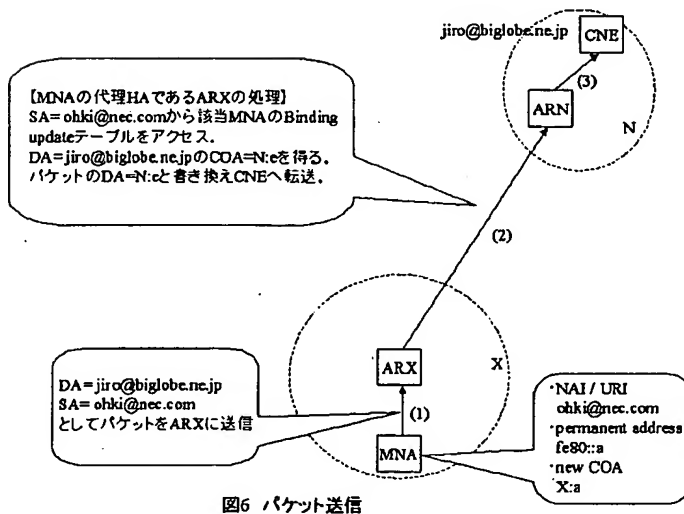 jiro@biglobe.ne.jp
CNE
(3)
ARN
N
【MNAの代理HAであるARXの処理】
SA=ohki@nec.comから該当MNAのBinding
updateテーブルをアクセス.
DA=jiro@biglobe.ne.jpのCOA=N:eを得る。
パケットのDA=N:eと書き換えCNEへ転送。
(2)
ARX
X
DA=jiro@biglobe.ne.jp
SA=ohki@nec.com
としてパケットをARXに送信
(1)
MNA
・NAI / URI
ohki@nec.com
・permanent address
fe80::a
・new COA
X:a
図6 パケット送信